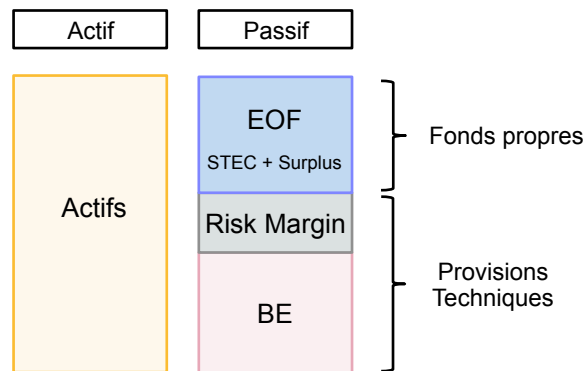 Actif
Passif
EOF
STEC + Surplus
Fonds propres
Actifs
Risk Margin
Provisions
Techniques
BE